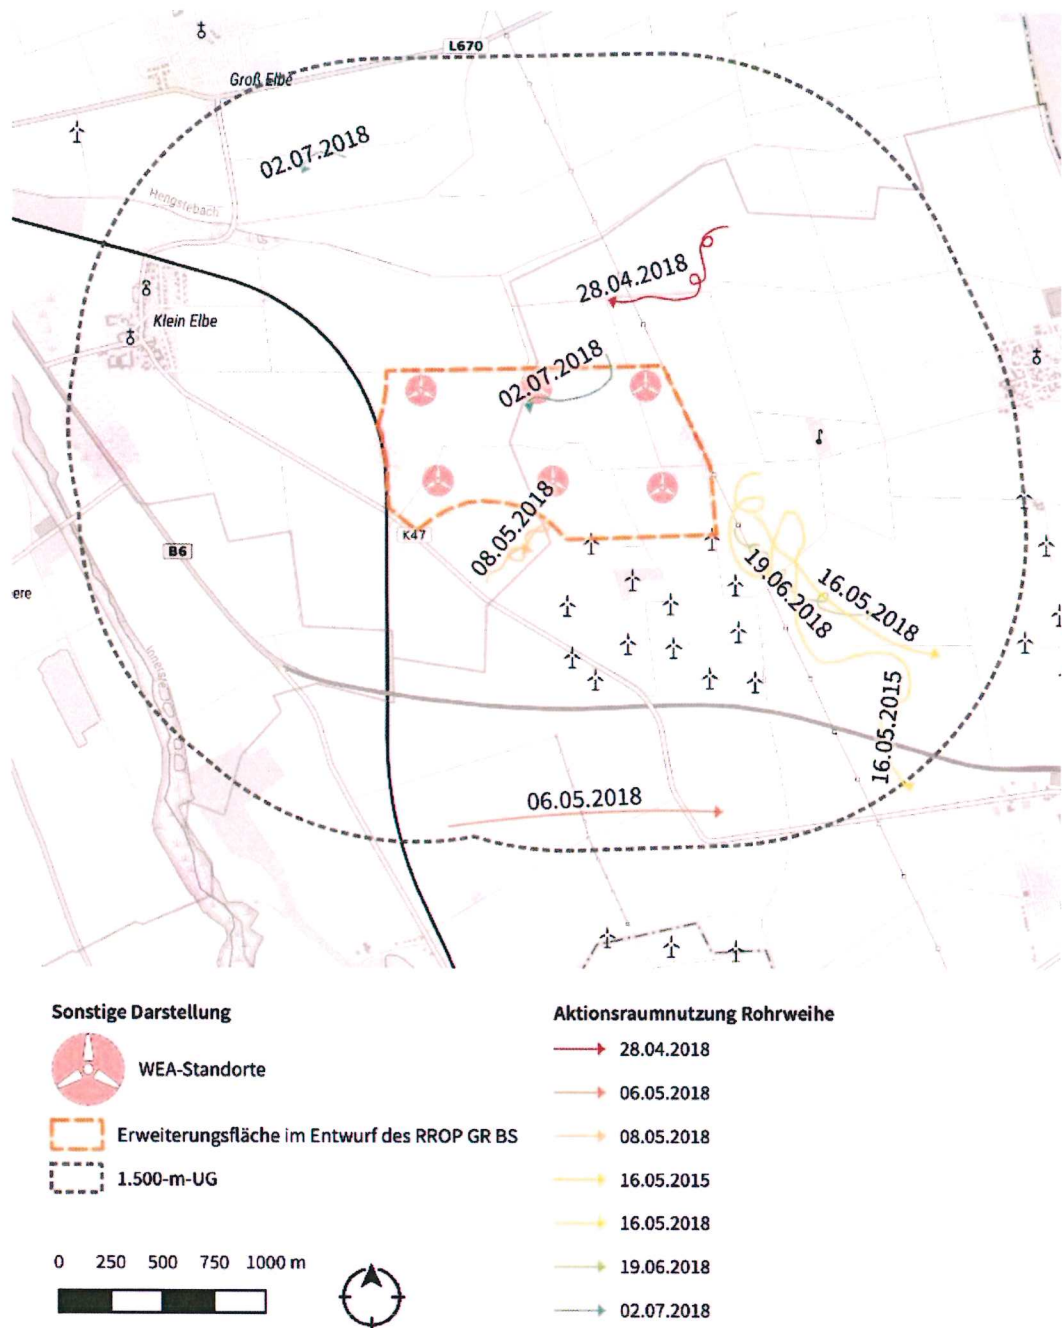 L670
Groß Elbe
02.07.2018
Hengstebach
28.04.2018
Klein Elbe
02.07.2018
08.05.2018
K47
B6
19.06.2018
16.05.2018
ere
Innerste
16.05.2015
06.05.2018
Sonstige Darstellung
WEA-Standorte
Erweiterungsfläche im Entwurf des RROP GR BS
1.500-m-UG
0 250 500 750 1000 m
Aktionsraumnutzung Rohrweihe
28.04.2018
06.05.2018
08.05.2018
16.05.2015
16.05.2018
19.06.2018
02.07.2018